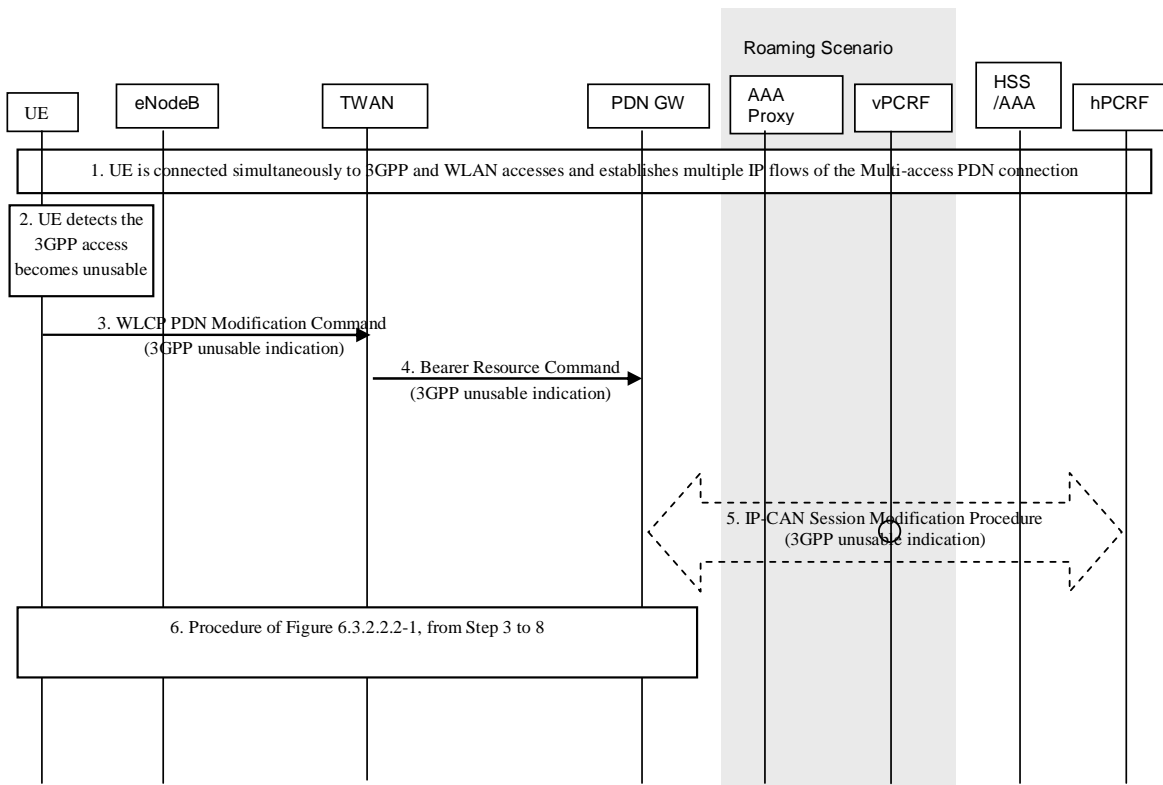 Roaming Scenario
UE
eNodeB
TWAN
PDN GW
AAA
Proxy
vPCRF
HSS
/AAA
hPCRF
1. UE is connected simultaneously to 3GPP and WLAN accesses and establishes multiple IP flows of the Multi-access PDN connection
2. UE detects the
3GPP access
becomes unusable
3. WLCP PDN Modification Command
(3GPP unusable indication)
4. Bearer Resource Command
(3GPP unusable indication)
5. IP-CAN Session Modification Procedure
(3GPP unusable indication)
6. Procedure of Figure 6.3.2.2.2-1, from Step 3 to 8